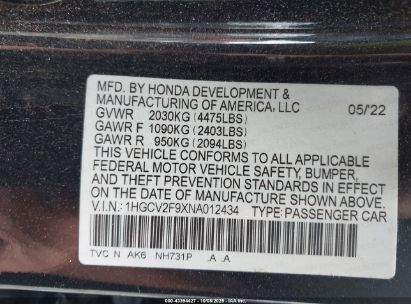 MFD. BY HONDA DEVELOPMENT &
MANUFACTURING OF AMERICA, LLC 05/22
GVWR 2030KG (4475LBS)
GAWR F 1090KG (2403LBS)
GAWR R 950KG (2094LBS)
THIS VEHICLE CONFORMS TO ALL APPLICABLE
FEDERAL MOTOR VEHICLE SAFETY, BUMPER,
AND THEFT PREVENTION STANDARDS IN EFFECT
ON THE DATE OF MANUFACTURE SHOWN ABOVE.
V.I.N.: 1HGCV2F9XNA012434 TYPE: PASSENGER CAR
TVC N AK6 NH731P .A .A